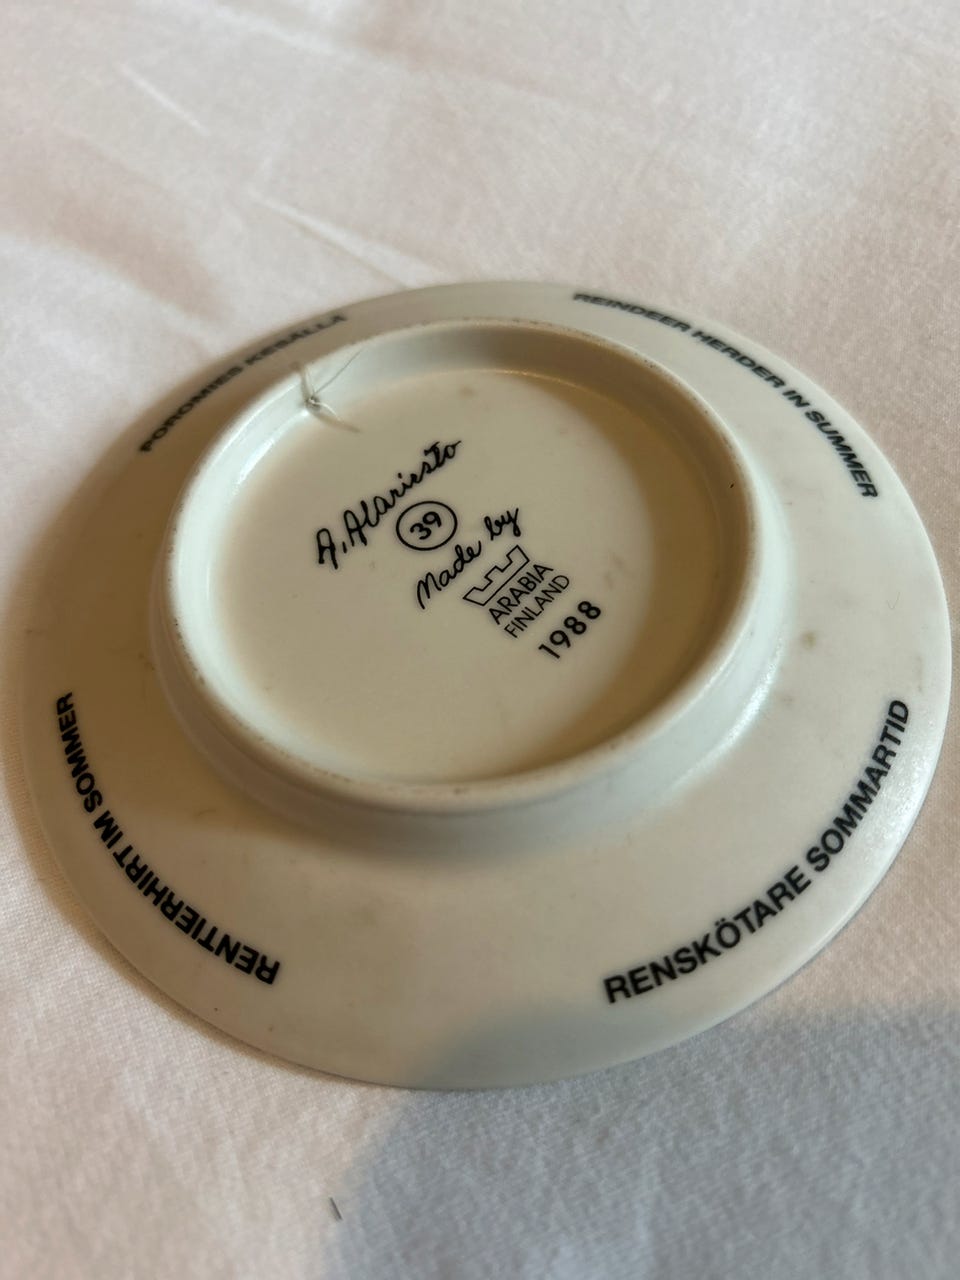 POROMIES KESÄLLÄ
REINDEER HERDER IN SUMMER
A. Alariesto
39
Made by
ARABIA
FINLAND
1988
RENTIERHIRT IM SOMMER
RENSKÖTARE SOMMARTID